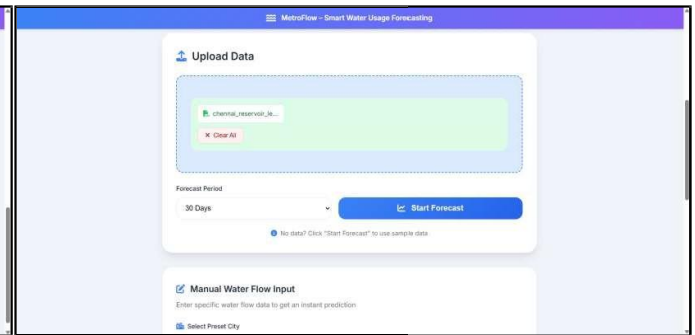 MetroFlow – Smart Water Usage Forecasting
Upload Data
chennai_reservoir_le...
× Clear All
Forecast Period
30 Days
Start Forecast
No data? Click "Start Forecast" to use sample data
Manual Water Flow Input
Enter specific water flow data to get an instant prediction
Select Preset City